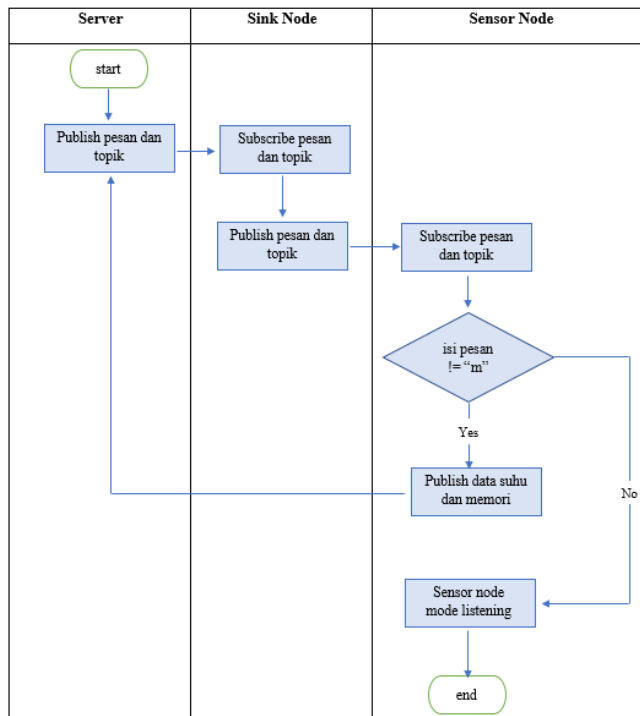 Server
Sink Node
Sensor Node
start
Publish pesan dan
topik
Subscribe pesan
dan topik
Publish pesan dan
topik
Subscribe pesan
dan topik
isi pesan
!= “m”
Yes
Publish data suhu
dan memori
No
Sensor node
mode listening
end